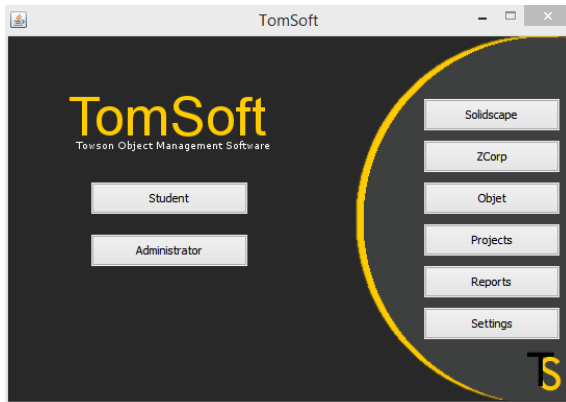 TomSoft
TomSoft
Towson Object Management Software
Student
Administrator
Solidscape
ZCorp
Objet
Projects
Reports
Settings
TS